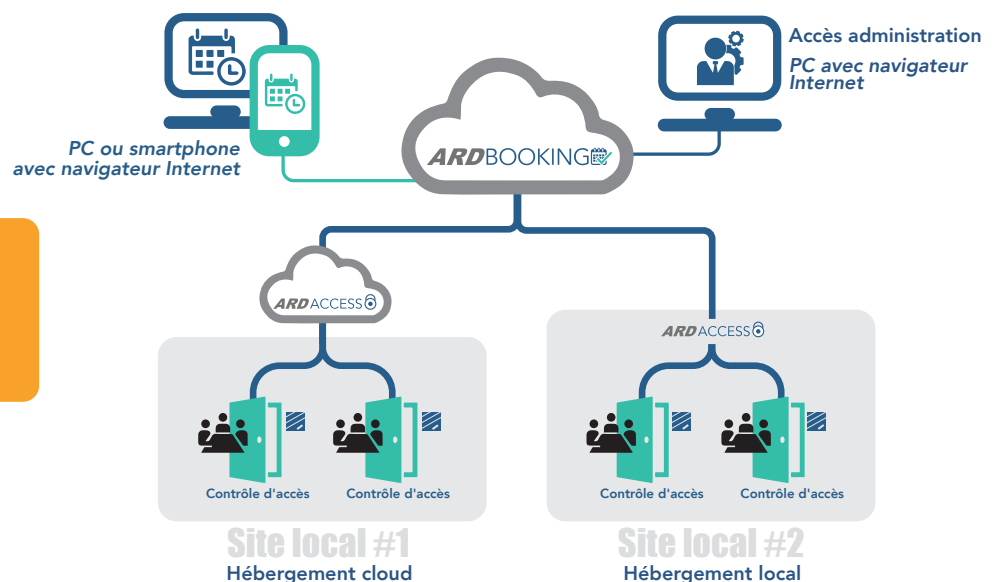 Accès administration
PC avec navigateur
Internet
ARDBOOKING
PC ou smartphone
avec navigateur Internet
ARDACCESS
ARDACCESS
Contrôle d'accès
Contrôle d'accès
Contrôle d'accès
Contrôle d'accès
Site local #1
Site local #2
Hébergement cloud
Hébergement local